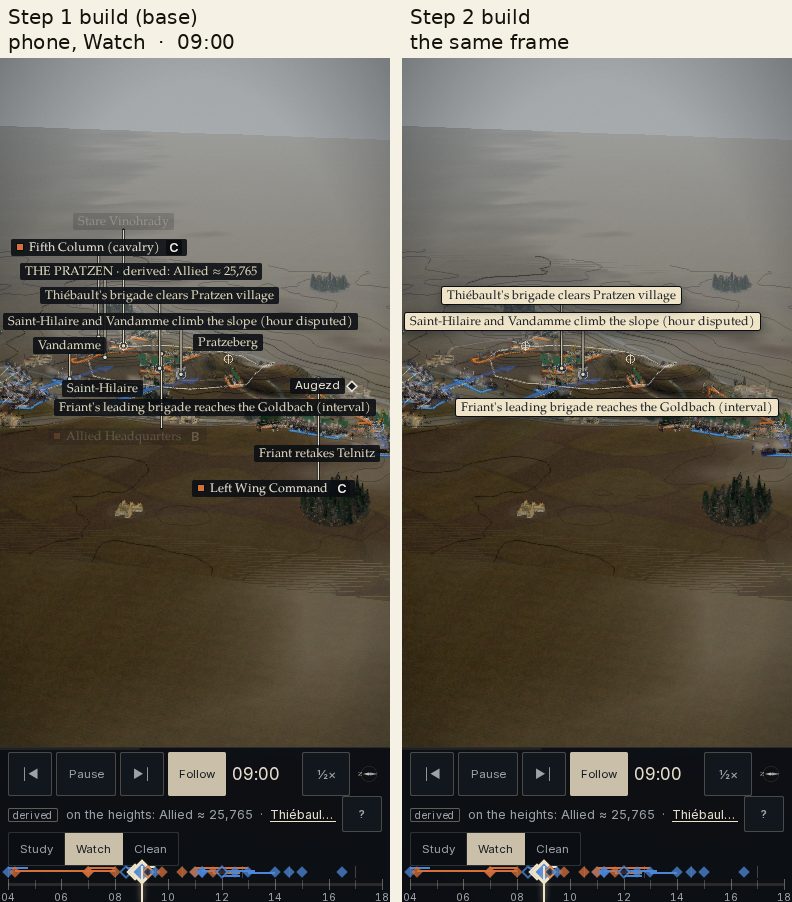 Step 1 build (base)
phone, Watch · 09:00
Stare Vinohrady
Fifth Column (cavalry) C
THE PRATZEN · derived: Allied ≈ 25,765
Thiébault's brigade clears Pratzen village
Saint-Hilaire and Vandamme climb the slope (hour disputed)
Vandamme
Pratzeberg
Saint-Hilaire
Augezd
Friant's leading brigade reaches the Goldbach (interval)
Allied Headquarters B
Friant retakes Telnitz
Left Wing Command C
Pause
Follow
09:00
½×
derived on the heights: Allied ≈ 25,765 · Thiébaul... ?
Study Watch Clean
04 06 08 10 12 14 16 18
Step 2 build
the same frame
Thiébault's brigade clears Pratzen village
Saint-Hilaire and Vandamme climb the slope (hour disputed)
Friant's leading brigade reaches the Goldbach (interval)
Pause
Follow
09:00
½×
derived on the heights: Allied ≈ 25,765 · Thiébaul... ?
Study Watch Clean
04 06 08 10 12 14 16 18